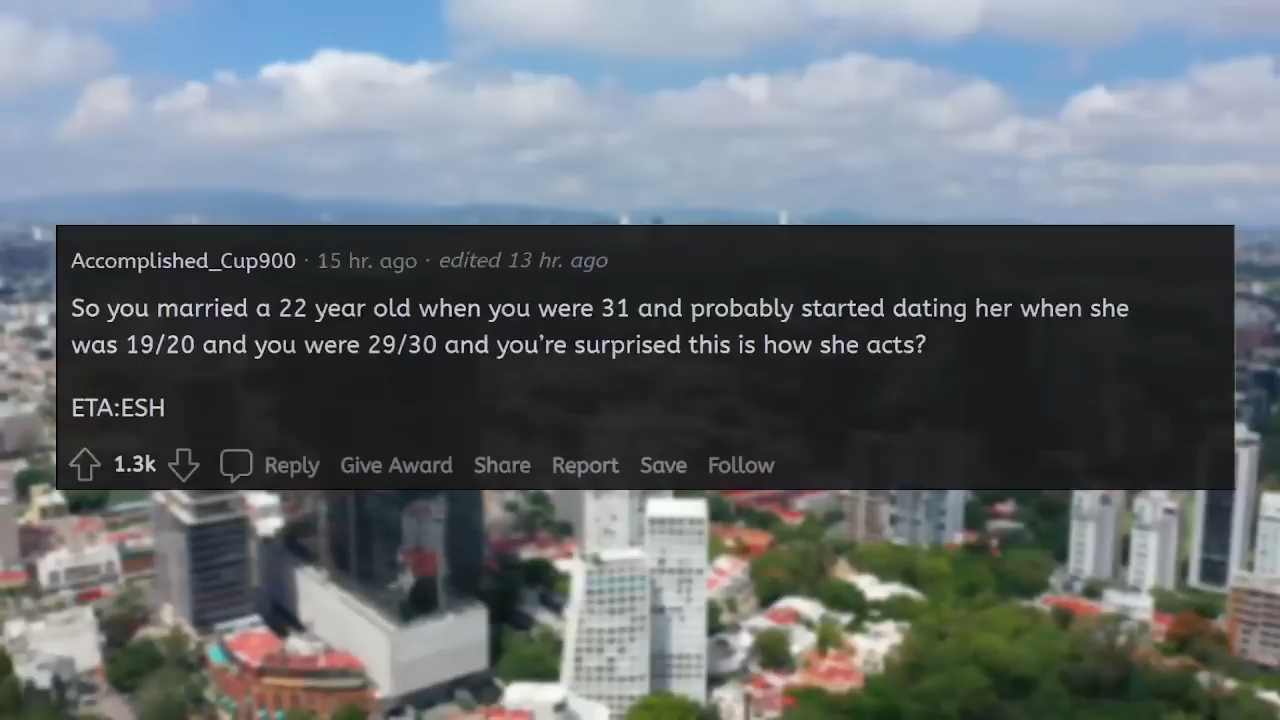 Accomplished_Cup900 · 15 hr. ago · edited 13 hr. ago
So you married a 22 year old when you were 31 and probably started dating her when she
was 19/20 and you were 29/30 and you’re surprised this is how she acts?
ETA:ESH
1.3k Reply Give Award Share Report Save Follow